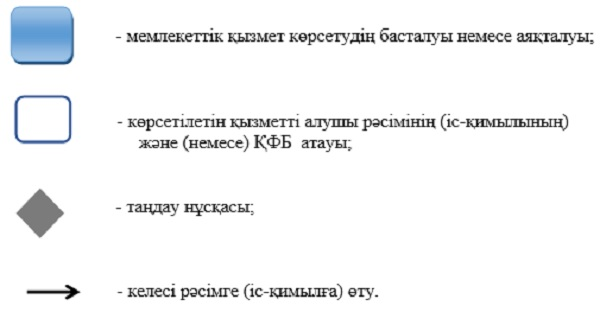 - мемлекеттік қызмет көрсетудің басталуы немесе аяқталуы;
- көрсетілетін қызметті алушы рәсімінің (іс-қимылының)
және (немесе) ҚФБ атауы;
- таңдау нұсқасы;
- келесі рәсімге (іс-қимылға) өту.